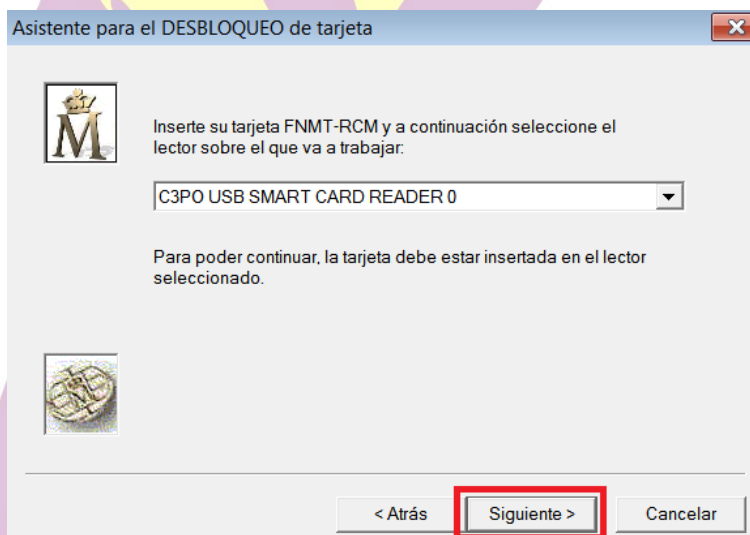 Asistente para el DESBLOQUEO de tarjeta
Inserte su tarjeta FNMT-RCM y a continuación seleccione el
lector sobre el que va a trabajar:
C3PO USB SMART CARD READER 0
Para poder continuar, la tarjeta debe estar insertada en el lector
seleccionado.
< Atrás
Siguiente >
Cancelar